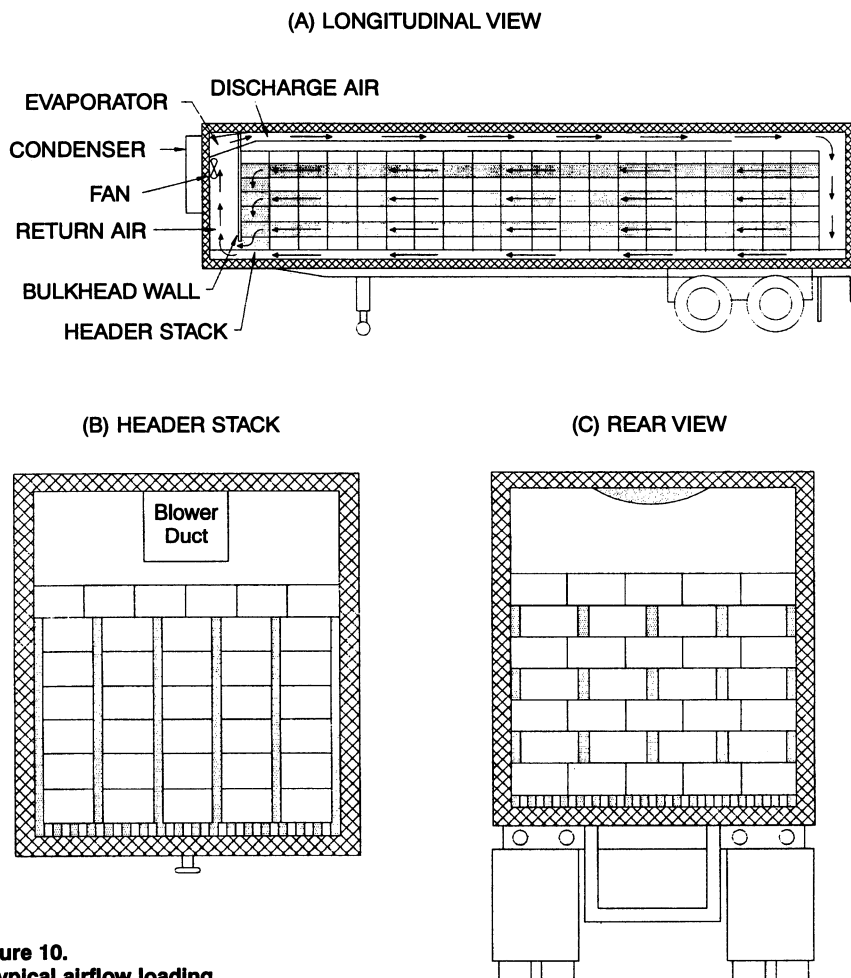 (A) LONGITUDINAL VIEW
DISCHARGE AIR
EVAPORATOR
CONDENSER
FAN
RETURN AIR
BULKHEAD WALL
HEADER STACK
(B) HEADER STACK
(C) REAR VIEW
Blower
Duct
ure 10.
ypical airflow loading